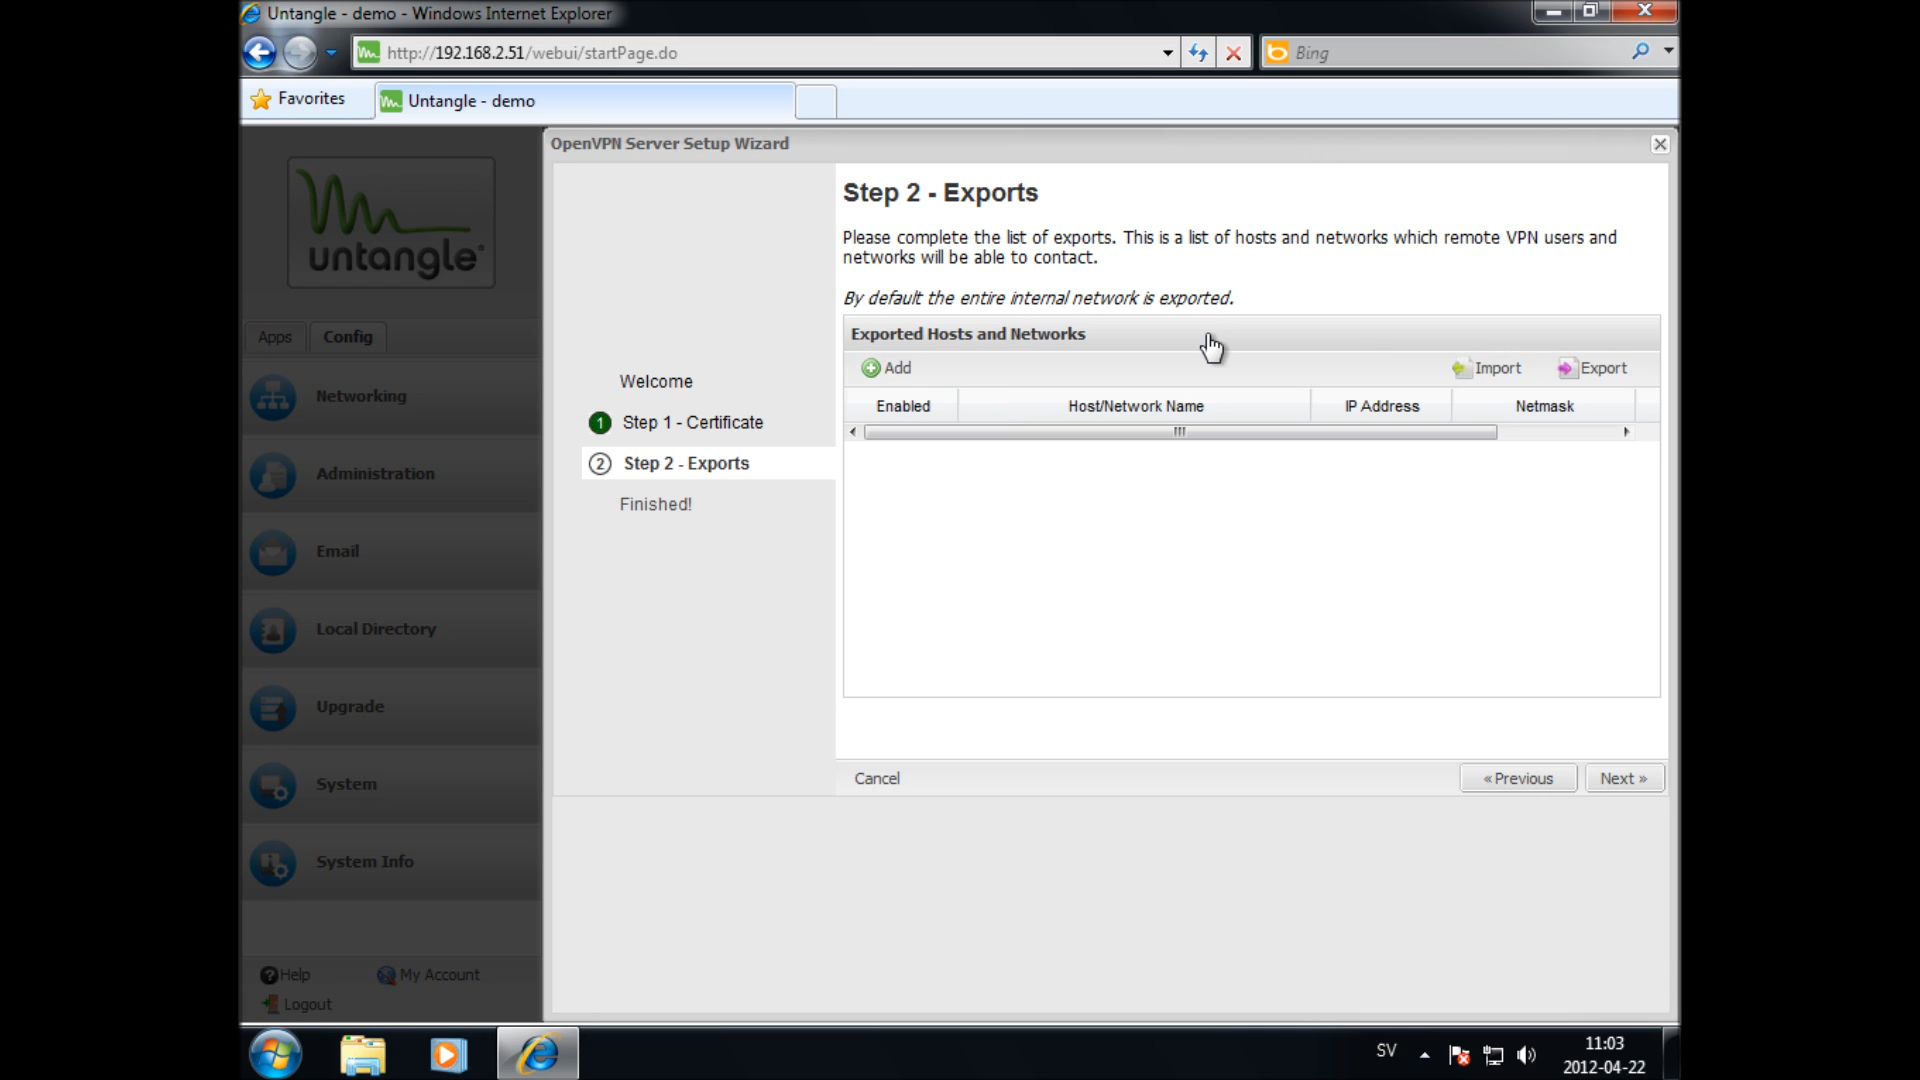 Untangle - demo - Windows Internet Explorer
http://192.168.2.51/webui/startPage.do
Bing
Favorites
Untangle - demo
OpenVPN Server Setup Wizard
untangle
Apps
Config
Networking
Administration
Email
Local Directory
Upgrade
System
System Info
Help
My Account
Logout
Welcome
1 Step 1 - Certificate
2 Step 2 - Exports
Finished!
Step 2 - Exports
Please complete the list of exports. This is a list of hosts and networks which remote VPN users and
networks will be able to contact.
By default the entire internal network is exported.
Exported Hosts and Networks
Add
Import
Export
Enabled
Host/Network Name
IP Address
Netmask
Cancel
« Previous
Next »
SV
11:03
2012-04-22